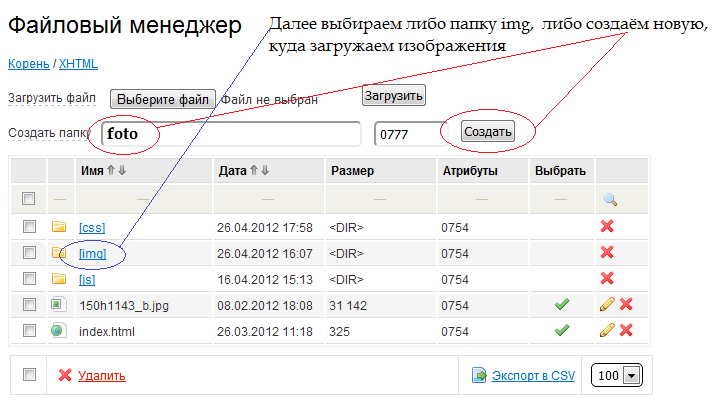 Файловый менеджер
Далее выбираем либо папку img, либо создаём новую,
куда загружаем изображения
Корень / XHTML
Загрузить файл Выберите файл Файл не выбран Загрузить
Создать папку foto 0777 Создать
Имя Дата Размер Атрибуты Выбрать
[css] 26.04.2012 17:58 <DIR> 0754
[img] 26.04.2012 16:07 <DIR> 0754
[js] 16.04.2012 15:13 <DIR> 0754
150h1143_b.jpg 08.02.2012 18:08 31 142 0754
index.html 26.03.2012 11:18 325 0754
Удалить Экспорт в CSV 100